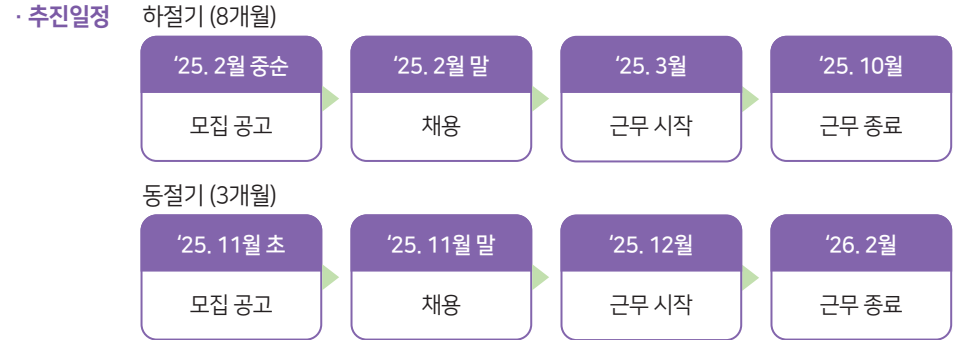 · 추진일정 하절기 (8개월)
‘25. 2월 중순 ‘25. 2월 말 ‘25. 3월 ‘25. 10월
모집 공고 채용 근무 시작 근무 종료
동절기 (3개월)
‘25. 11월 초 ‘25. 11월 말 ‘25. 12월 ‘26. 2월
모집 공고 채용 근무 시작 근무 종료